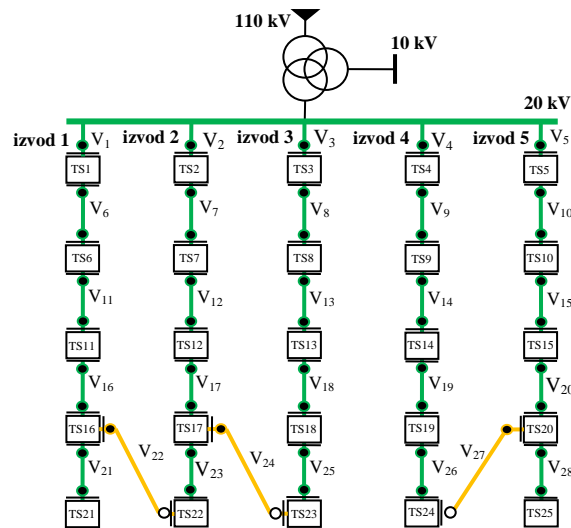 110 kV
10 kV
20 kV
izvod 1 V1 izvod 2 V2 izvod 3 V3 izvod 4 V4 izvod 5 V5
TS1 TS2 TS3 TS4 TS5
V6 V7 V8 V9 V10
TS6 TS7 TS8 TS9 TS10
V11 V12 V13 V14 V15
TS11 TS12 TS13 TS14 TS15
V16 V17 V18 V19 V20
TS16 TS17 TS18 TS19 TS20
V21 V22 V23 V24 V25 V26 V27 V28
TS21 TS22 TS23 TS24 TS25